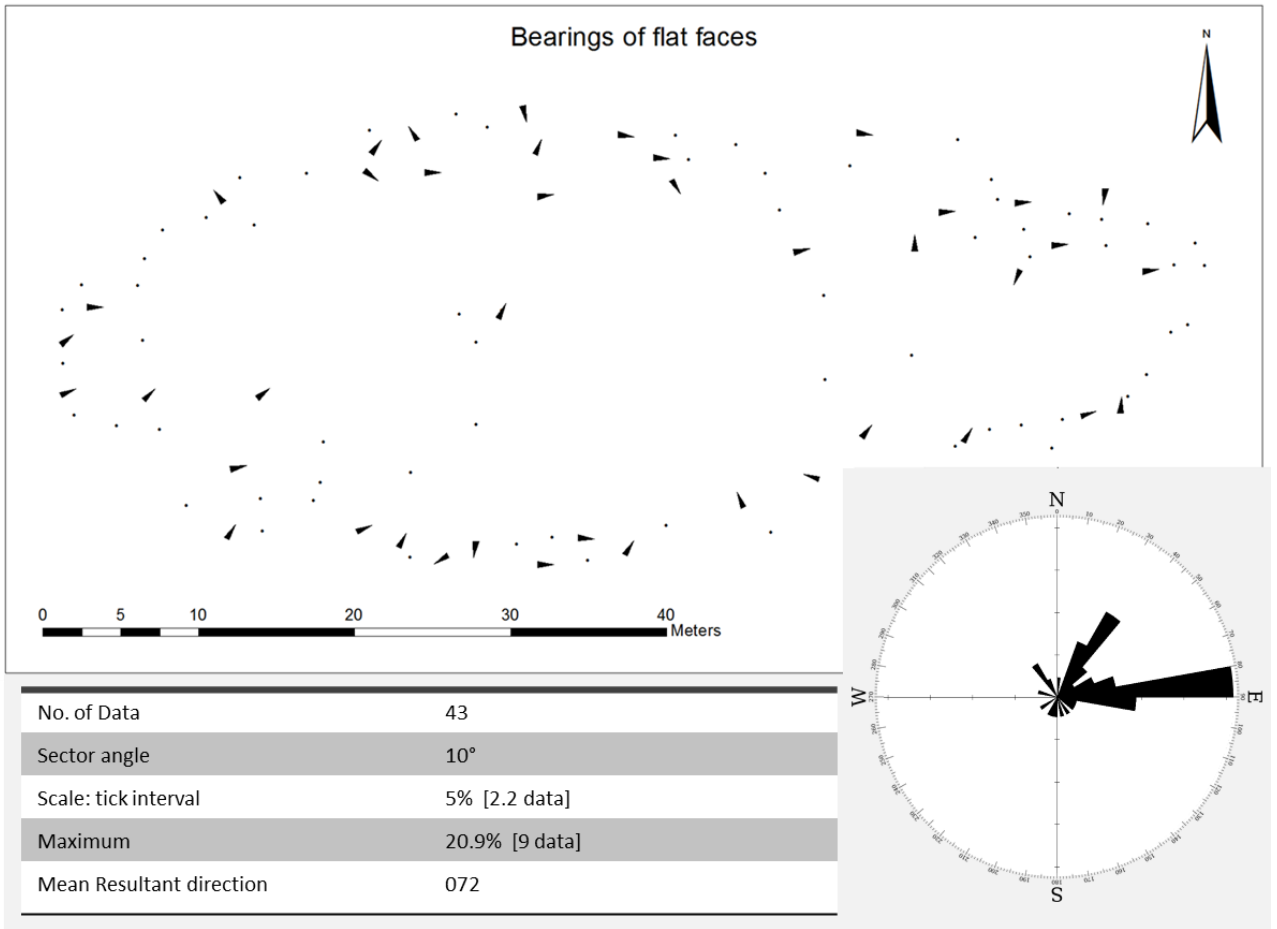 Bearings of flat faces
N
0 5 10 20 30 40
Meters
No. of Data 43
Sector angle 10°
Scale: tick interval 5% [2.2 data]
Maximum 20.9% [9 data]
Mean Resultant direction 072
N
W
E
S